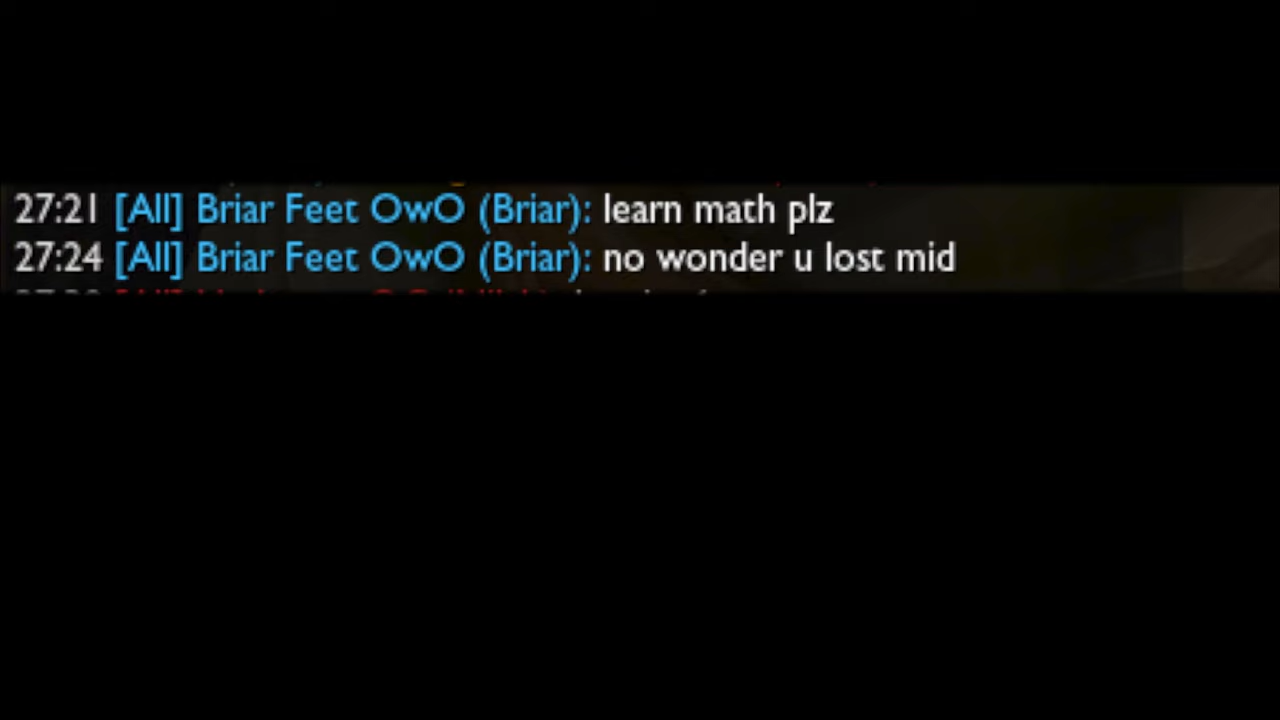 27:21 [All] Briar Feet OwO (Briar): learn math plz
27:24 [All] Briar Feet OwO (Briar): no wonder u lost mid